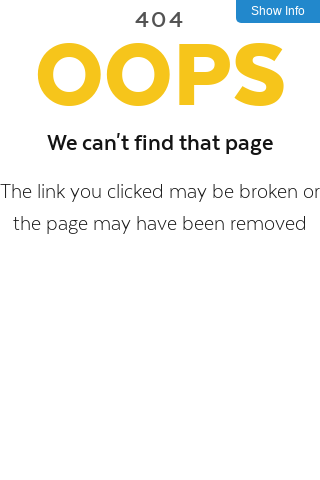 404
Show Info
OOPS
We can't find that page
The link you clicked may be broken or
the page may have been removed